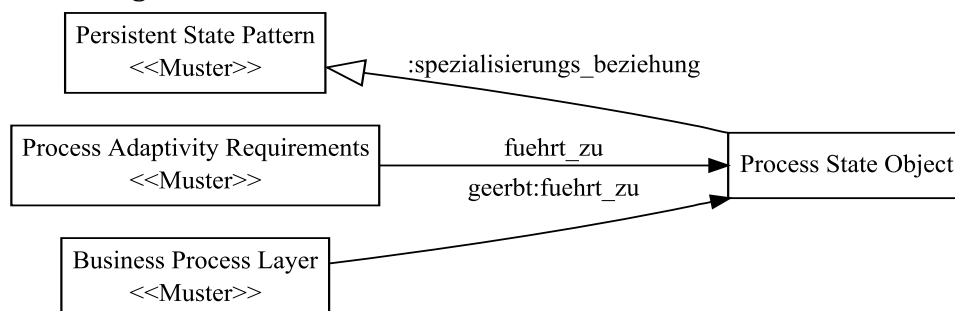 Persistent State Pattern
<<Muster>>
:spezialisierungs_beziehung
Process Adaptivity Requirements
<<Muster>>
fuehrt_zu
Process State Object
geerbt:fuehrt_zu
Business Process Layer
<<Muster>>